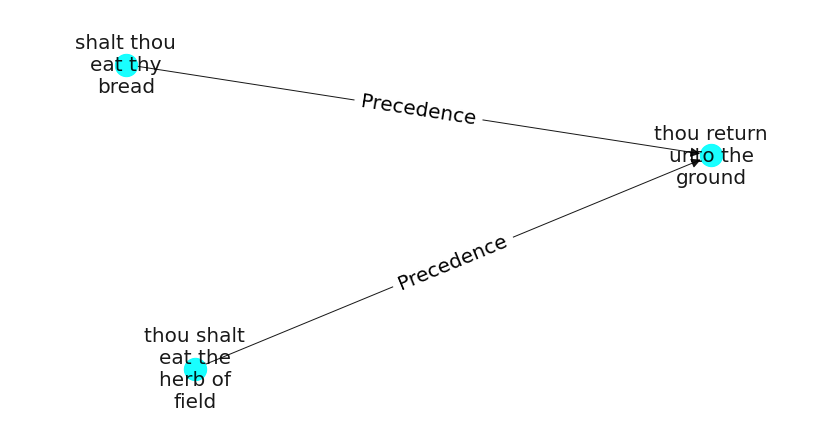 shalt thou
eat thy
bread
Precedence
thou return
unto the
ground
Precedence
thou shalt
eat the
herb of
field